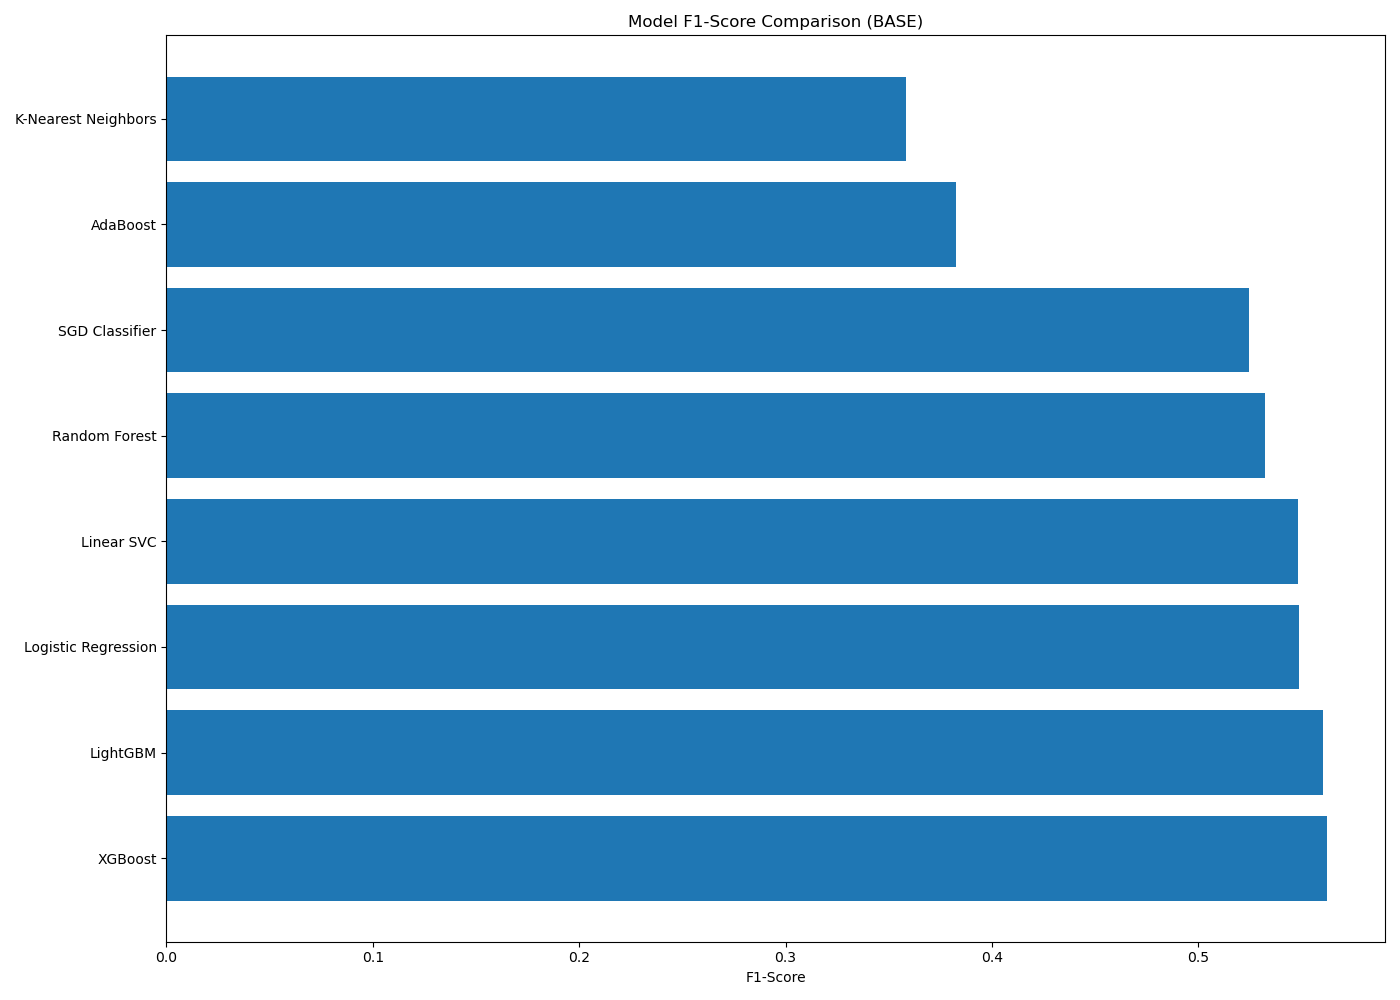 Model F1-Score Comparison (BASE)
K-Nearest Neighbors
AdaBoost
SGD Classifier
Random Forest
Linear SVC
Logistic Regression
LightGBM
XGBoost
0.0 0.1 0.2 0.3 0.4 0.5
F1-Score